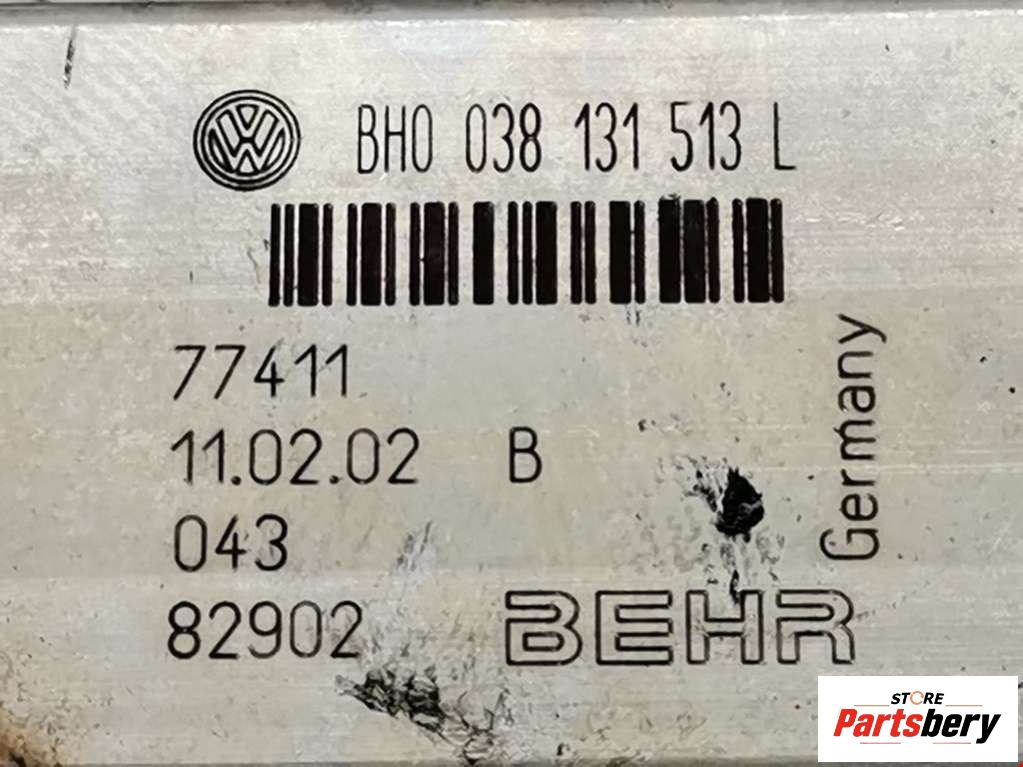 BH0 038 131 513 L
77411
11.02.02 B
043
82902
BEHR
Germany
STORE
Partsbery